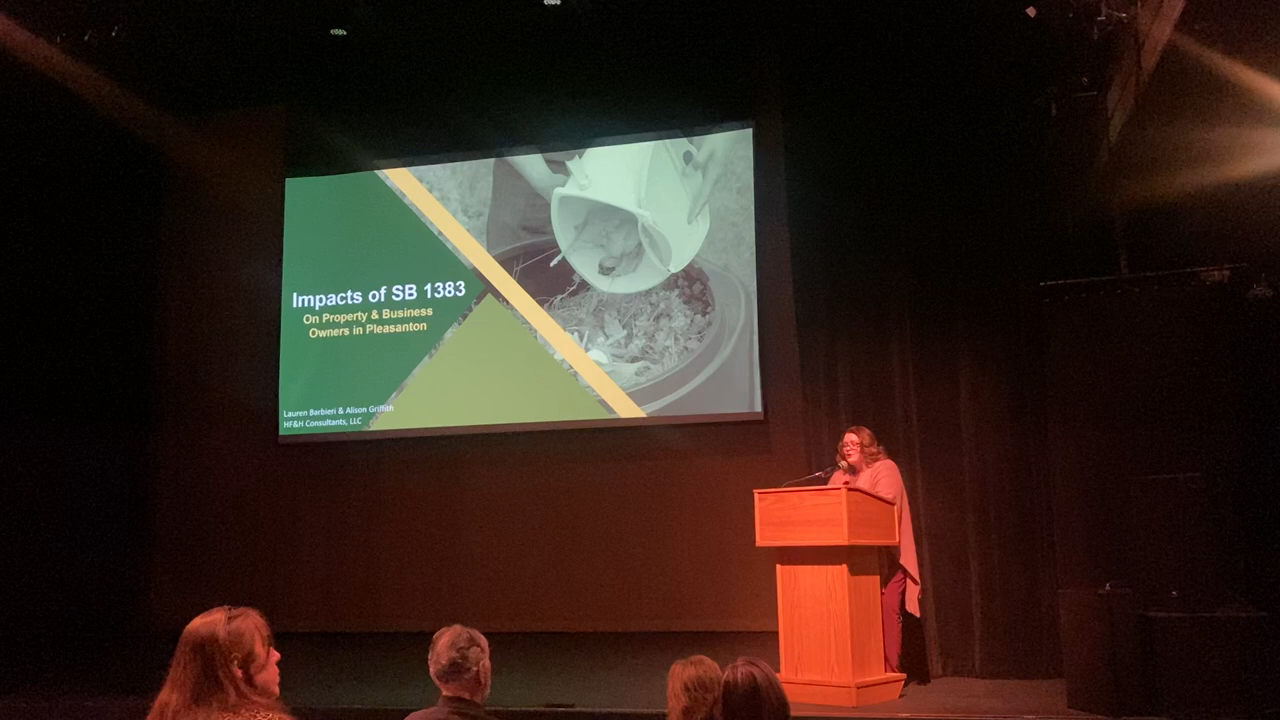 Impacts of SB 1383
On Property & Business
Owners in Pleasanton
Lauren Barbieri & Alison Griffith
HF&H Consultants, LLC